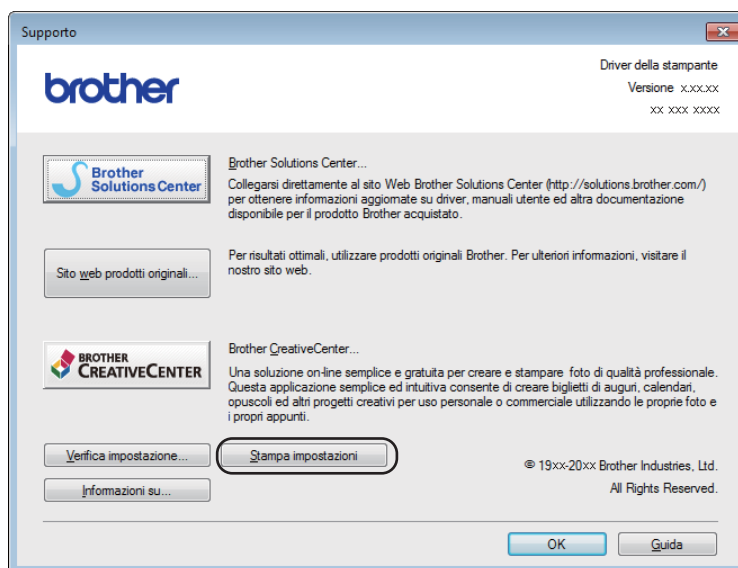 Supporto
brother
Driver della stampante
Versione x.xx.xx
xx xxx xxxx
Brother
Solutions Center
Brother Solutions Center...
Collegarsi direttamente al sito Web Brother Solutions Center (http://solutions.brother.com/)
per ottenere informazioni aggiornate su driver, manuali utente ed altra documentazione
disponibile per il prodotto Brother acquistato.
Sito web prodotti originali...
Per risultati ottimali, utilizzare prodotti originali Brother. Per ulteriori informazioni, visitare il
nostro sito web.
BROTHER
CREATIVECENTER
Brother CreativeCenter...
Una soluzione on-line semplice e gratuita per creare e stampare foto di qualità professionale.
Questa applicazione semplice ed intuitiva consente di creare biglietti di auguri, calendari,
opuscoli ed altri progetti creativi per uso personale o commerciale utilizzando le proprie foto e
i propri appunti.
Verifica impostazione...
Stampa impostazioni
Informazioni su...
© 19xx-20xx Brother Industries, Ltd.
All Rights Reserved.
OK
Guida